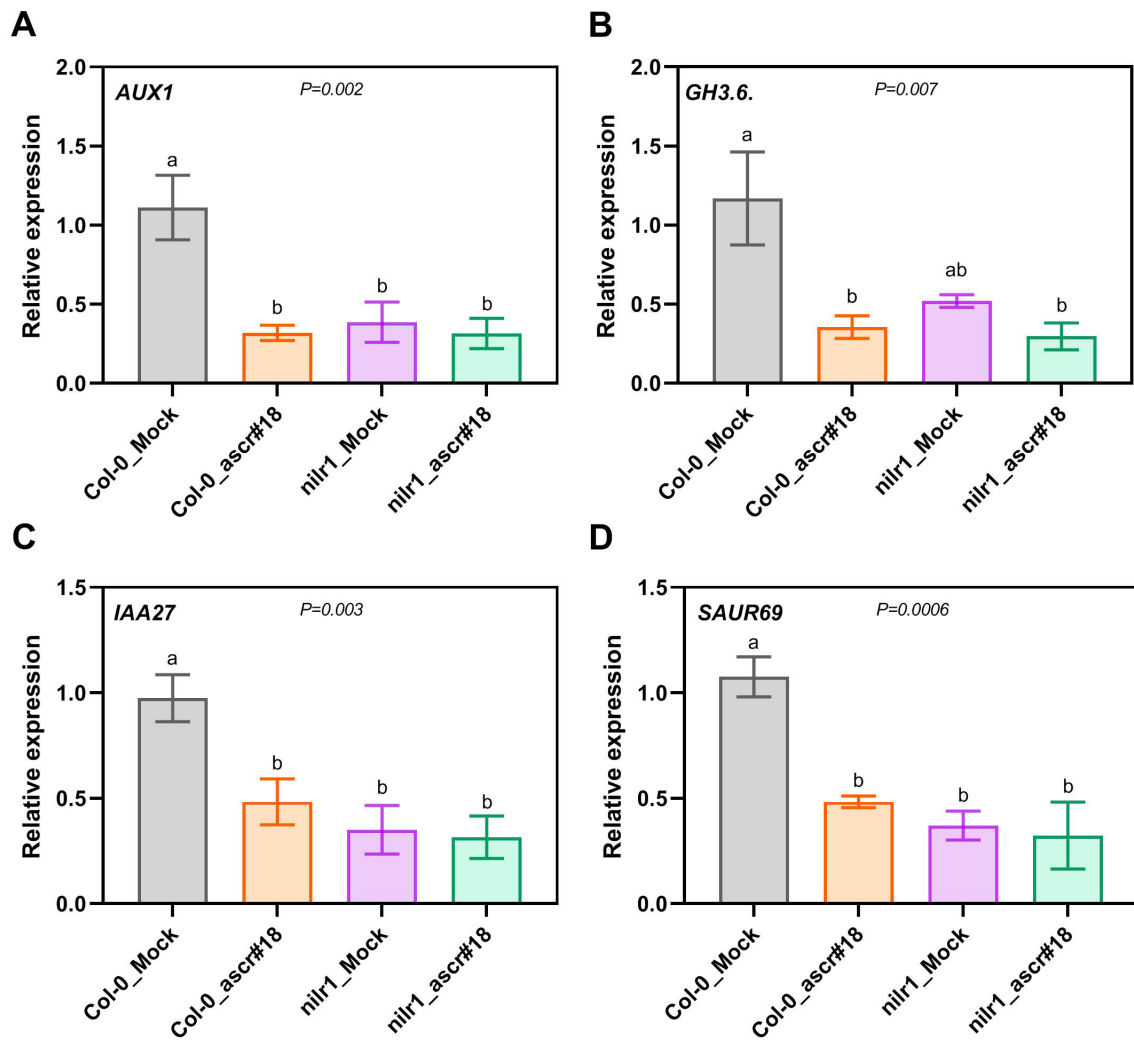 A
AUX1
P=0.002
Relative expression
2.0
1.5
1.0
0.5
0.0
a
b
b
b
Col-0_Mock
Col-0_ascr#18
nilr1_Mock
nilr1_ascr#18
B
GH3.6.
P=0.007
Relative expression
2.0
1.5
1.0
0.5
0.0
a
b
ab
b
Col-0_Mock
Col-0_ascr#18
nilr1_Mock
nilr1_ascr#18
C
IAA27
P=0.003
Relative expression
1.5
1.0
0.5
0.0
a
b
b
b
Col-0_Mock
Col-0_ascr#18
nilr1_Mock
nilr1_ascr#18
D
SAUR69
P=0.0006
Relative expression
1.5
1.0
0.5
0.0
a
b
b
b
Col-0_Mock
Col-0_ascr#18
nilr1_Mock
nilr1_ascr#18